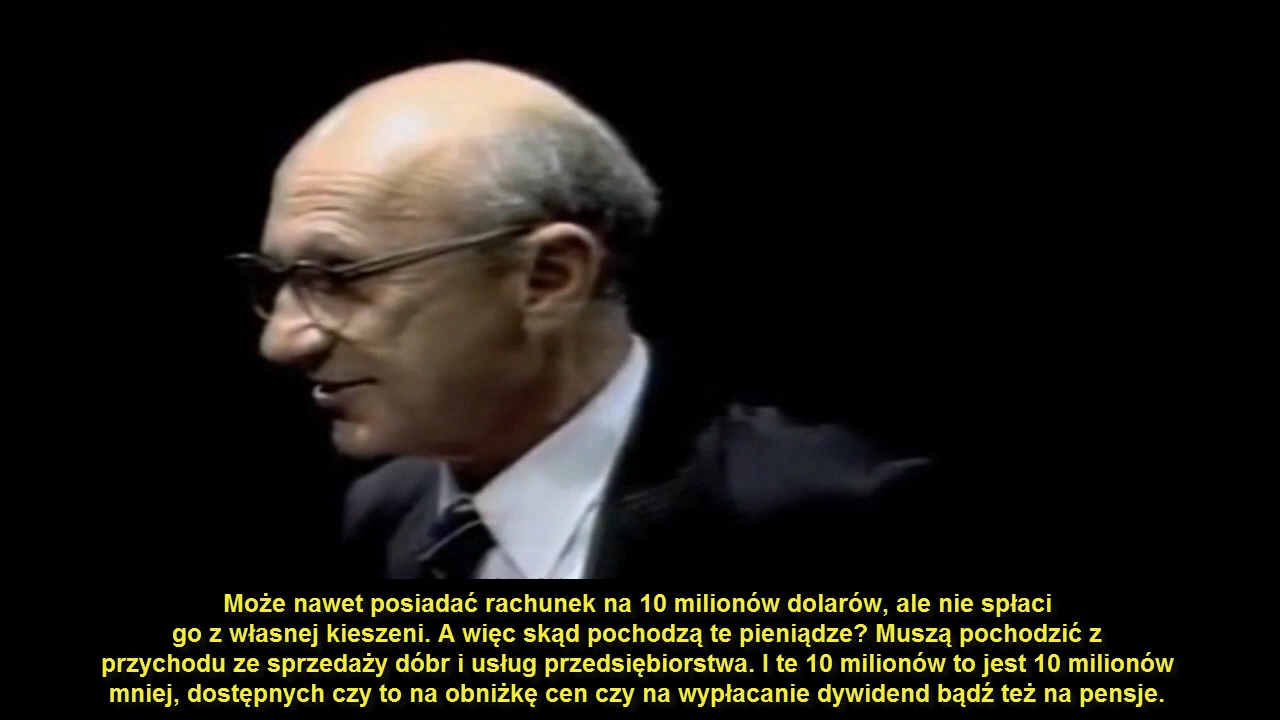 Może nawet posiadać rachunek na 10 milionów dolarów, ale nie spłaci
go z własnej kieszeni. A więc skąd pochodzą te pieniądze? Muszą pochodzić z
przychodu ze sprzedaży dóbr i usług przedsiębiorstwa. I te 10 milionów to jest 10 milionów
mniej, dostępnych czy to na obniżkę cen czy na wypłacanie dywidend bądź też na pensje.